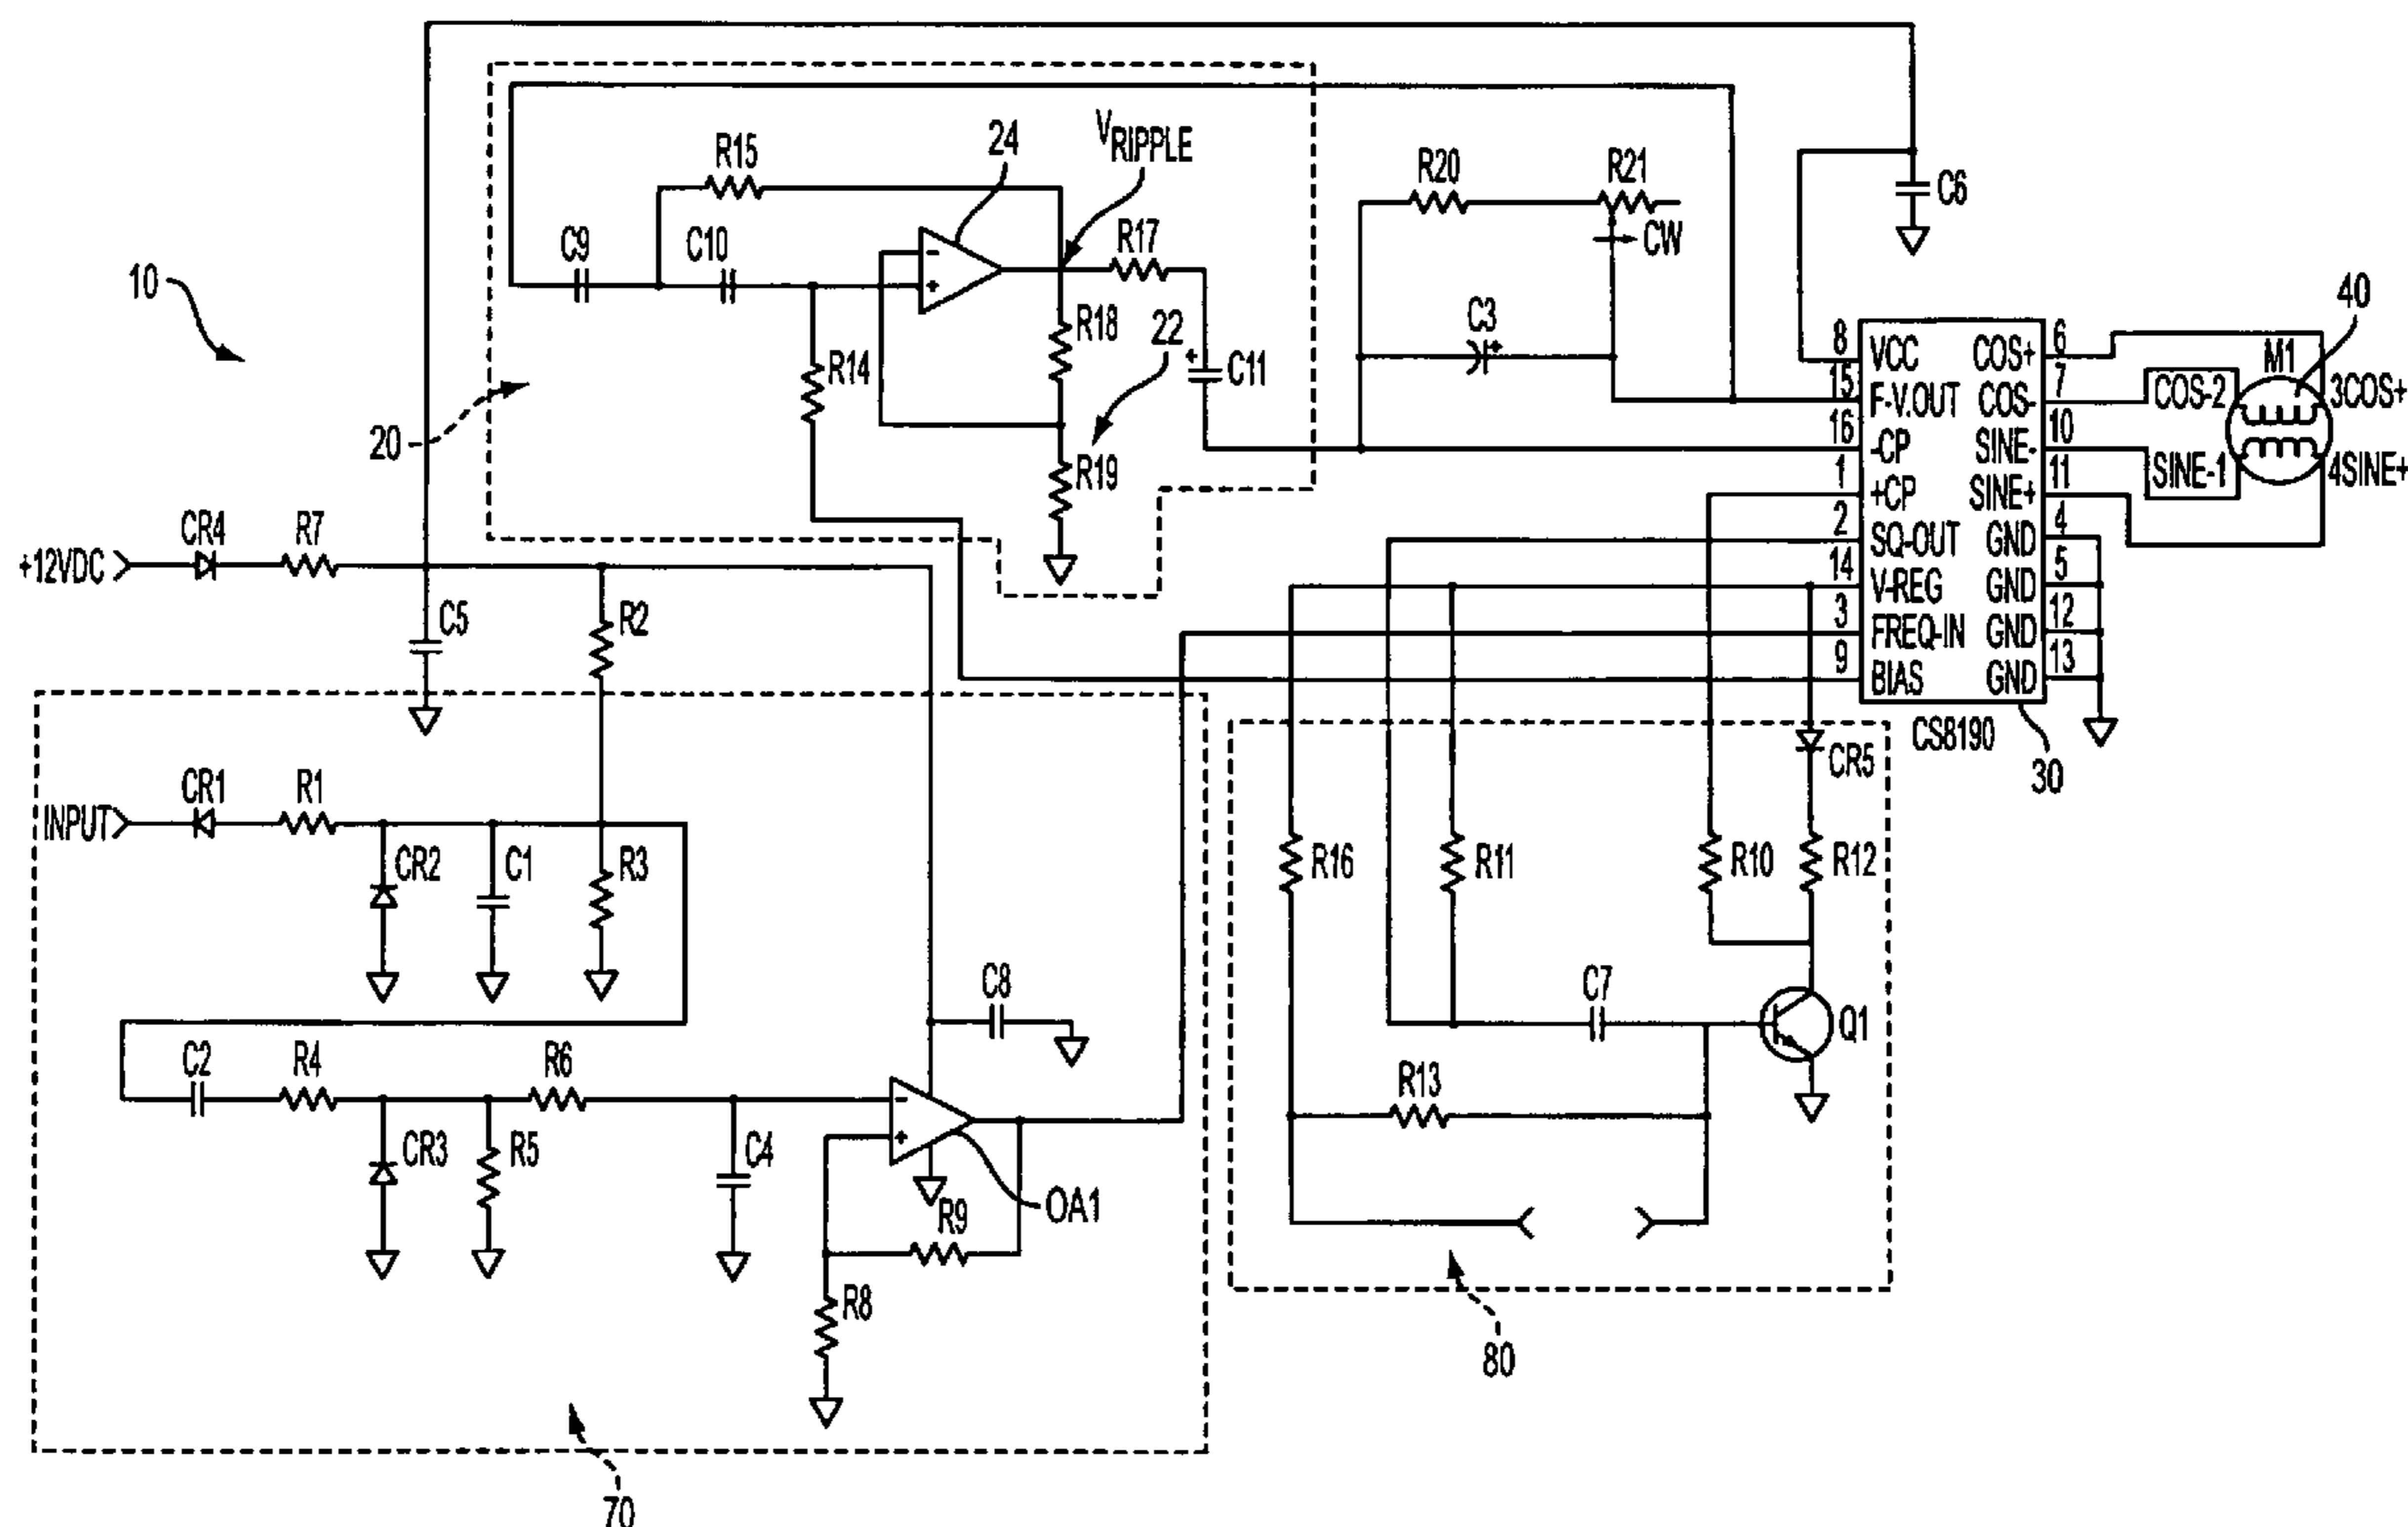 10
20
24
V RIPPLE
R15
C9
C10
R17
R18
22
R14
C11
R19
R20
R21
CW
C3
C6
40
8 VCC COS+ 6
15 F-V.OUT COS- 7
16 -CP SINE- 10
1 +CP SINE+ 11
2 SQ-OUT GND 4
14 V-REG GND 5
3 FREQ-IN GND 12
9 BIAS GND 13
M1
COS-2
3COS+
SINE-1
4SINE+
CS8190
30
+12VDC
CR4
R7
C5
R2
INPUT
CR1
R1
CR2
C1
R3
C8
C2
R4
R6
CR3
R5
C4
OA1
R9
R8
70
CR5
R16
R11
R10
R12
C7
Q1
R13
80
- +
- +
+
+